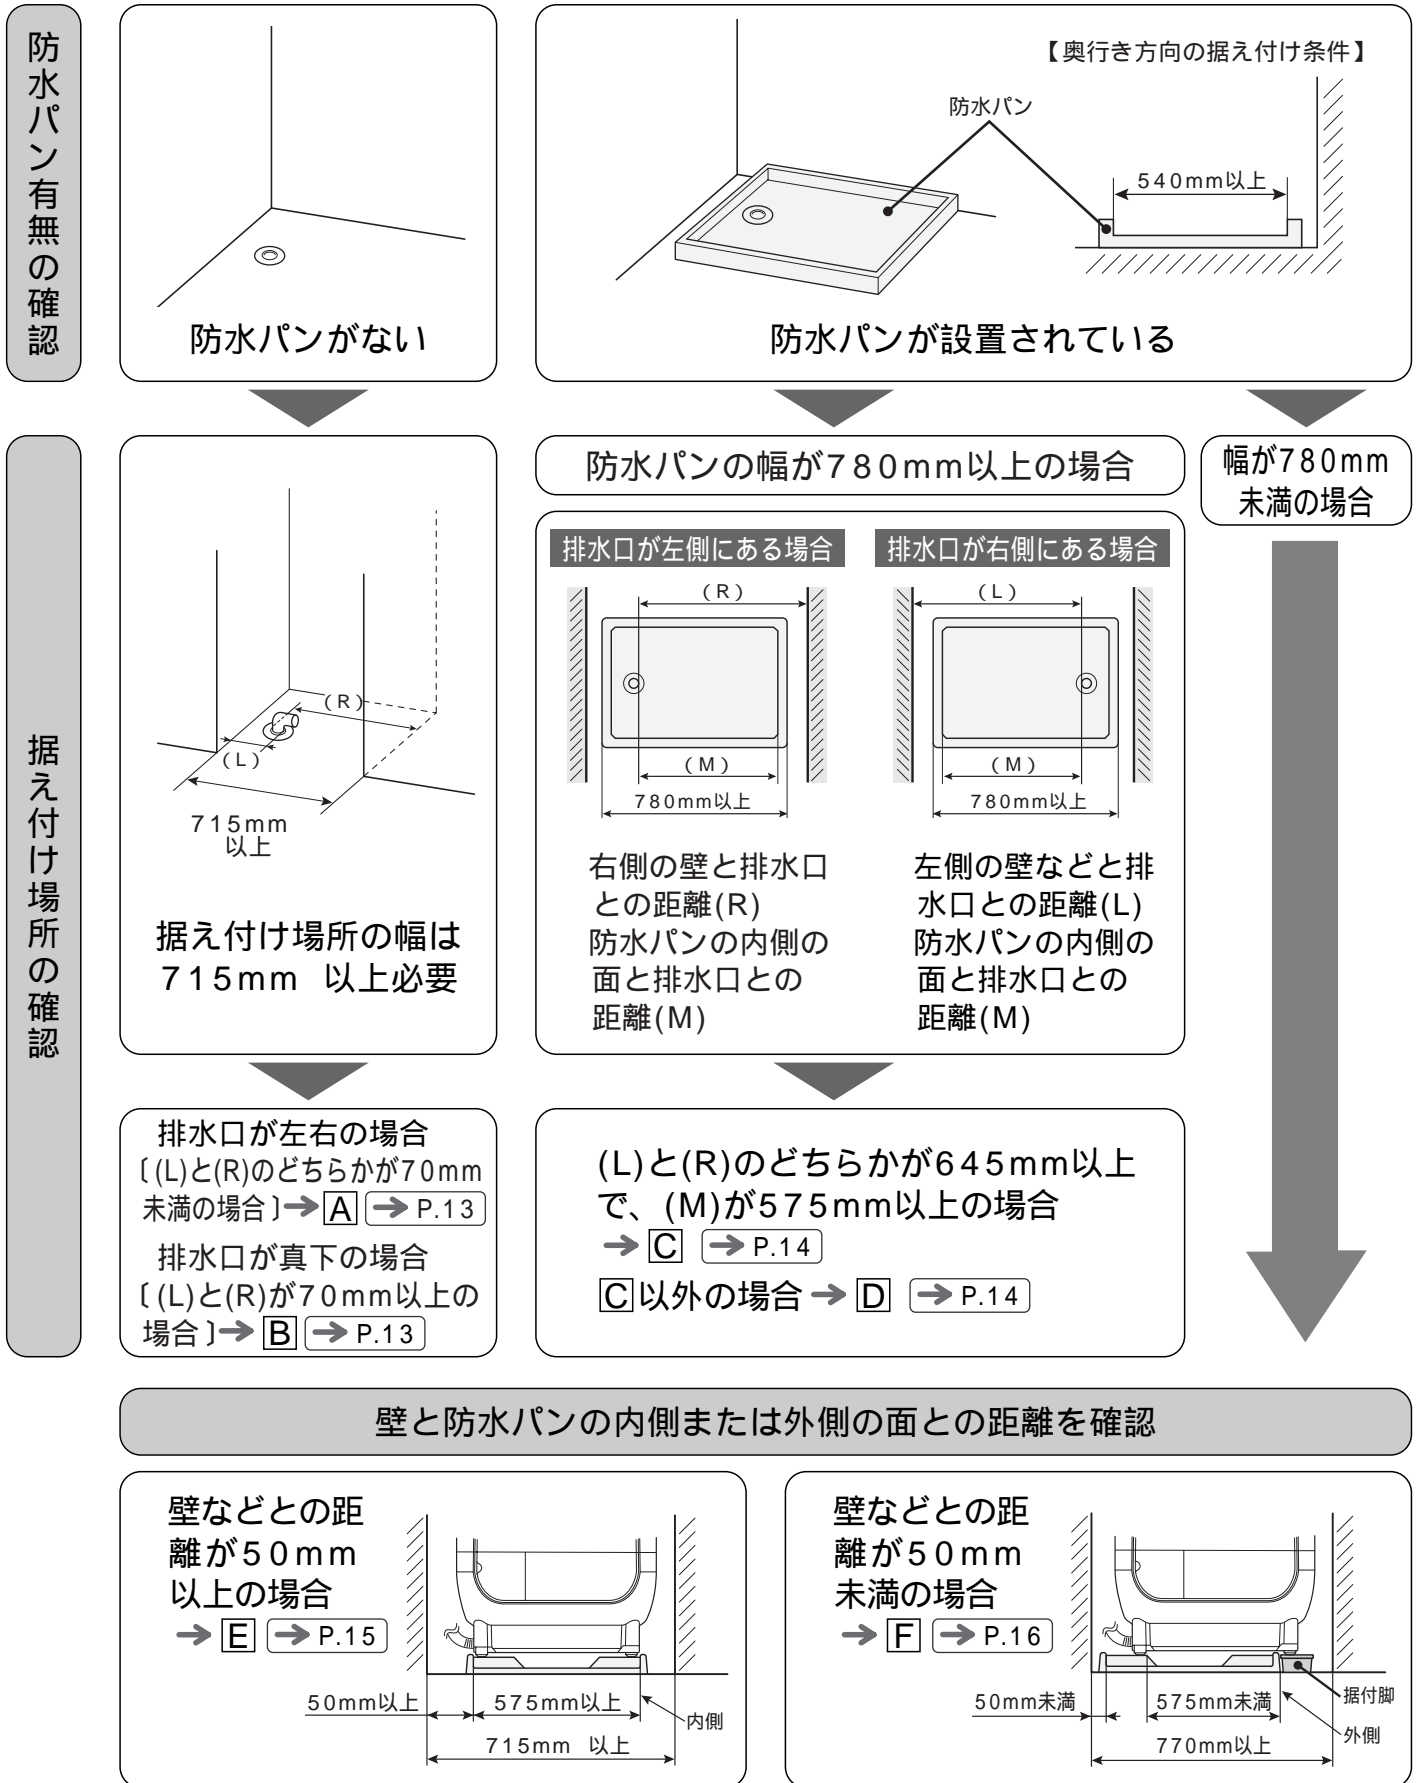 防水パン有無の確認
防水パンがない
【奥行き方向の据え付け条件】
防水パン
540mm以上
防水パンが設置されている
据え付け場所の確認
(R)
(L)
715mm
以上
据え付け場所の幅は
715mm 以上必要
防水パンの幅が780mm以上の場合
幅が780mm
未満の場合
排水口が左側にある場合
(R)
(M)
780mm以上
右側の壁と排水口
との距離(R)
防水パンの内側の
面と排水口との
距離(M)
排水口が右側にある場合
(L)
(M)
780mm以上
左側の壁などと排
水口との距離(L)
防水パンの内側の
面と排水口との
距離(M)
排水口が左右の場合
〔(L)と(R)のどちらかが70mm
未満の場合〕→ A → P.13
排水口が真下の場合
〔(L)と(R)が70mm以上の
場合〕→ B → P.13
(L)と(R)のどちらかが645mm以上
で、(M)が575mm以上の場合
→ C → P.14
C以外の場合 → D → P.14
壁と防水パンの内側または外側の面との距離を確認
壁などとの距
離が50mm
以上の場合
→ E → P.15
50mm以上
575mm以上
内側
715mm 以上
壁などとの距
離が50mm
未満の場合
→ F → P.16
50mm未満
575mm未満
据付脚
外側
770mm以上